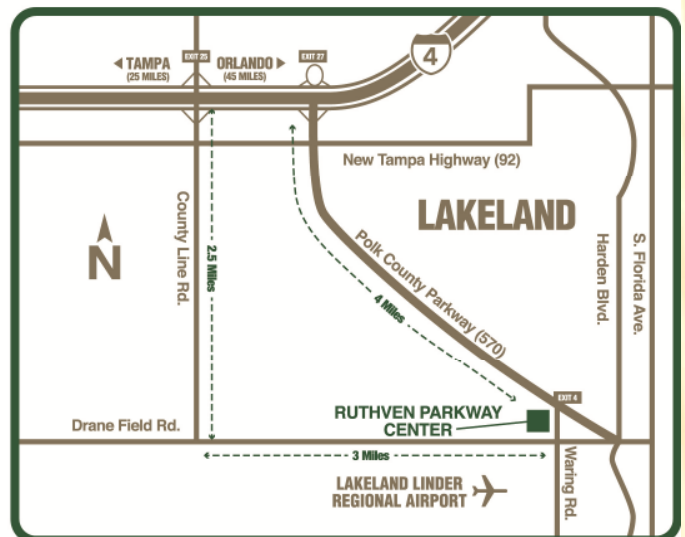 EXIT 25
EXIT 27
4
TAMPA
(25 MILES)
ORLANDO
(45 MILES)
New Tampa Highway (92)
LAKELAND
N
County Line Rd.
2.5 Miles
Polk County Parkway (570)
4 Miles
Harden Blvd.
S. Florida Ave.
EXIT 4
RUTHVEN PARKWAY
CENTER
Drane Field Rd.
3 Miles
Waring Rd.
LAKELAND LINDER
REGIONAL AIRPORT